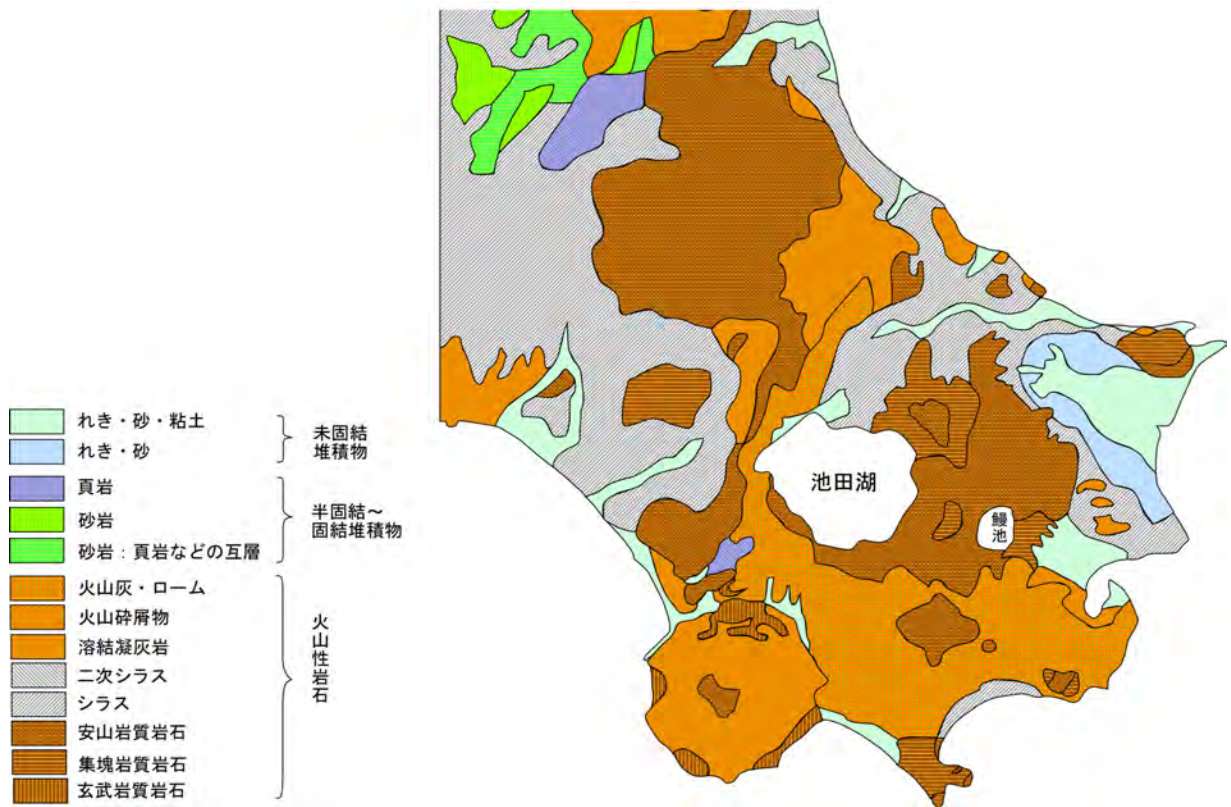 れき・砂・粘土
れき・砂
未固結
堆積物
頁岩
砂岩
砂岩：頁岩などの互層
半固結～
固結堆積物
火山灰・ローム
火山砕屑物
溶結凝灰岩
二次シラス
シラス
安山岩質岩石
集塊岩質岩石
玄武岩質岩石
火山性岩石
池田湖
鰻池